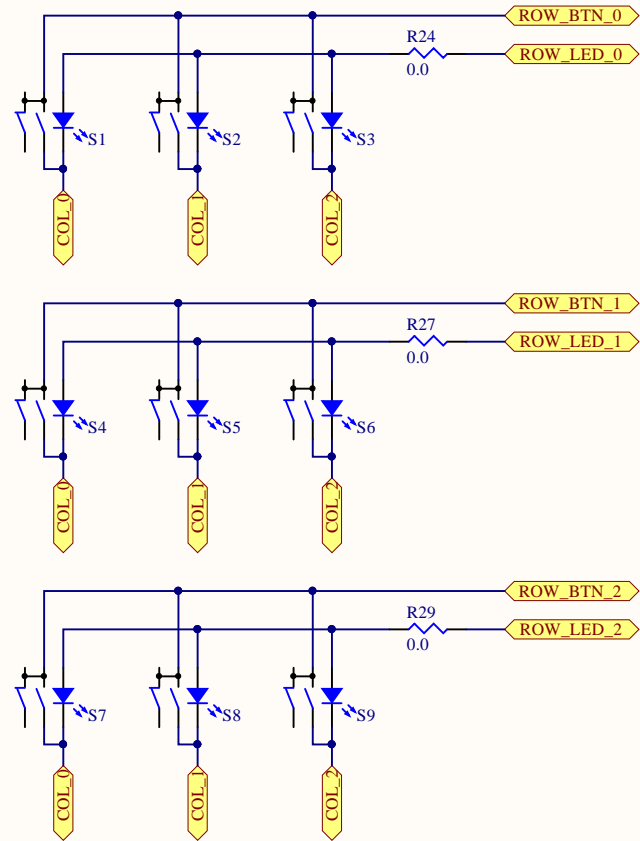 ROW_BTN_0
R24
ROW_LED_0
0.0
S1
S2
S3
COL_0
COL_1
COL_2
ROW_BTN_1
R27
ROW_LED_1
0.0
S4
S5
S6
COL_0
COL_1
COL_2
ROW_BTN_2
R29
ROW_LED_2
0.0
S7
S8
S9
COL_0
COL_1
COL_2